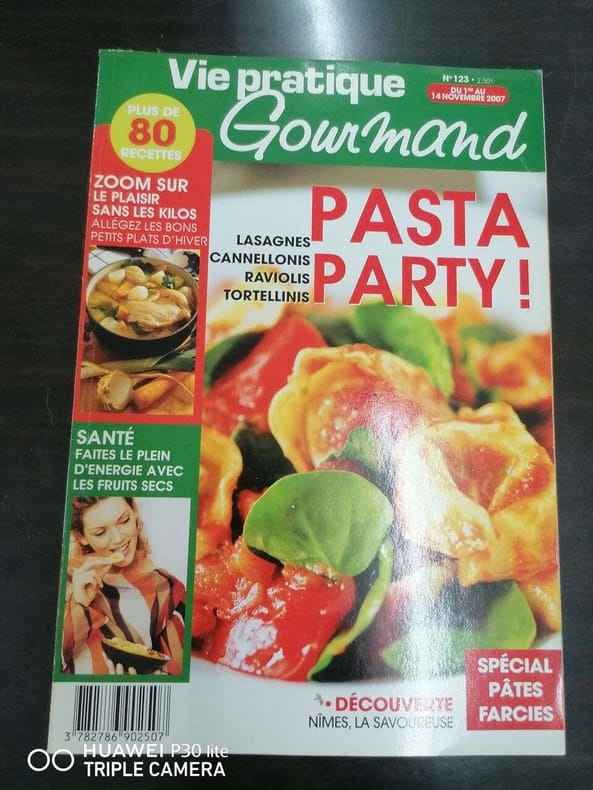 Vie pratique
Gourmand
N°123 • 2.50€
DU 1ER AU
14 NOVEMBRE 2007
PLUS DE
80
RECETTES
ZOOM SUR
LE PLAISIR
SANS LES KILOS
ALLÉGEZ LES BONS
PETITS PLATS D'HIVER
PASTA
PARTY !
LASAGNES
CANNELLONIS
RAVIOLIS
TORTELLINIS
SANTÉ
FAITES LE PLEIN
D'ENERGIE AVEC
LES FRUITS SECS
SPÉCIAL
PÂTES
FARCIES
• DÉCOUVERTE
NÎMES, LA SAVOUREUSE
3 782786 902507
HUAWEI P30 lite
TRIPLE CAMERA